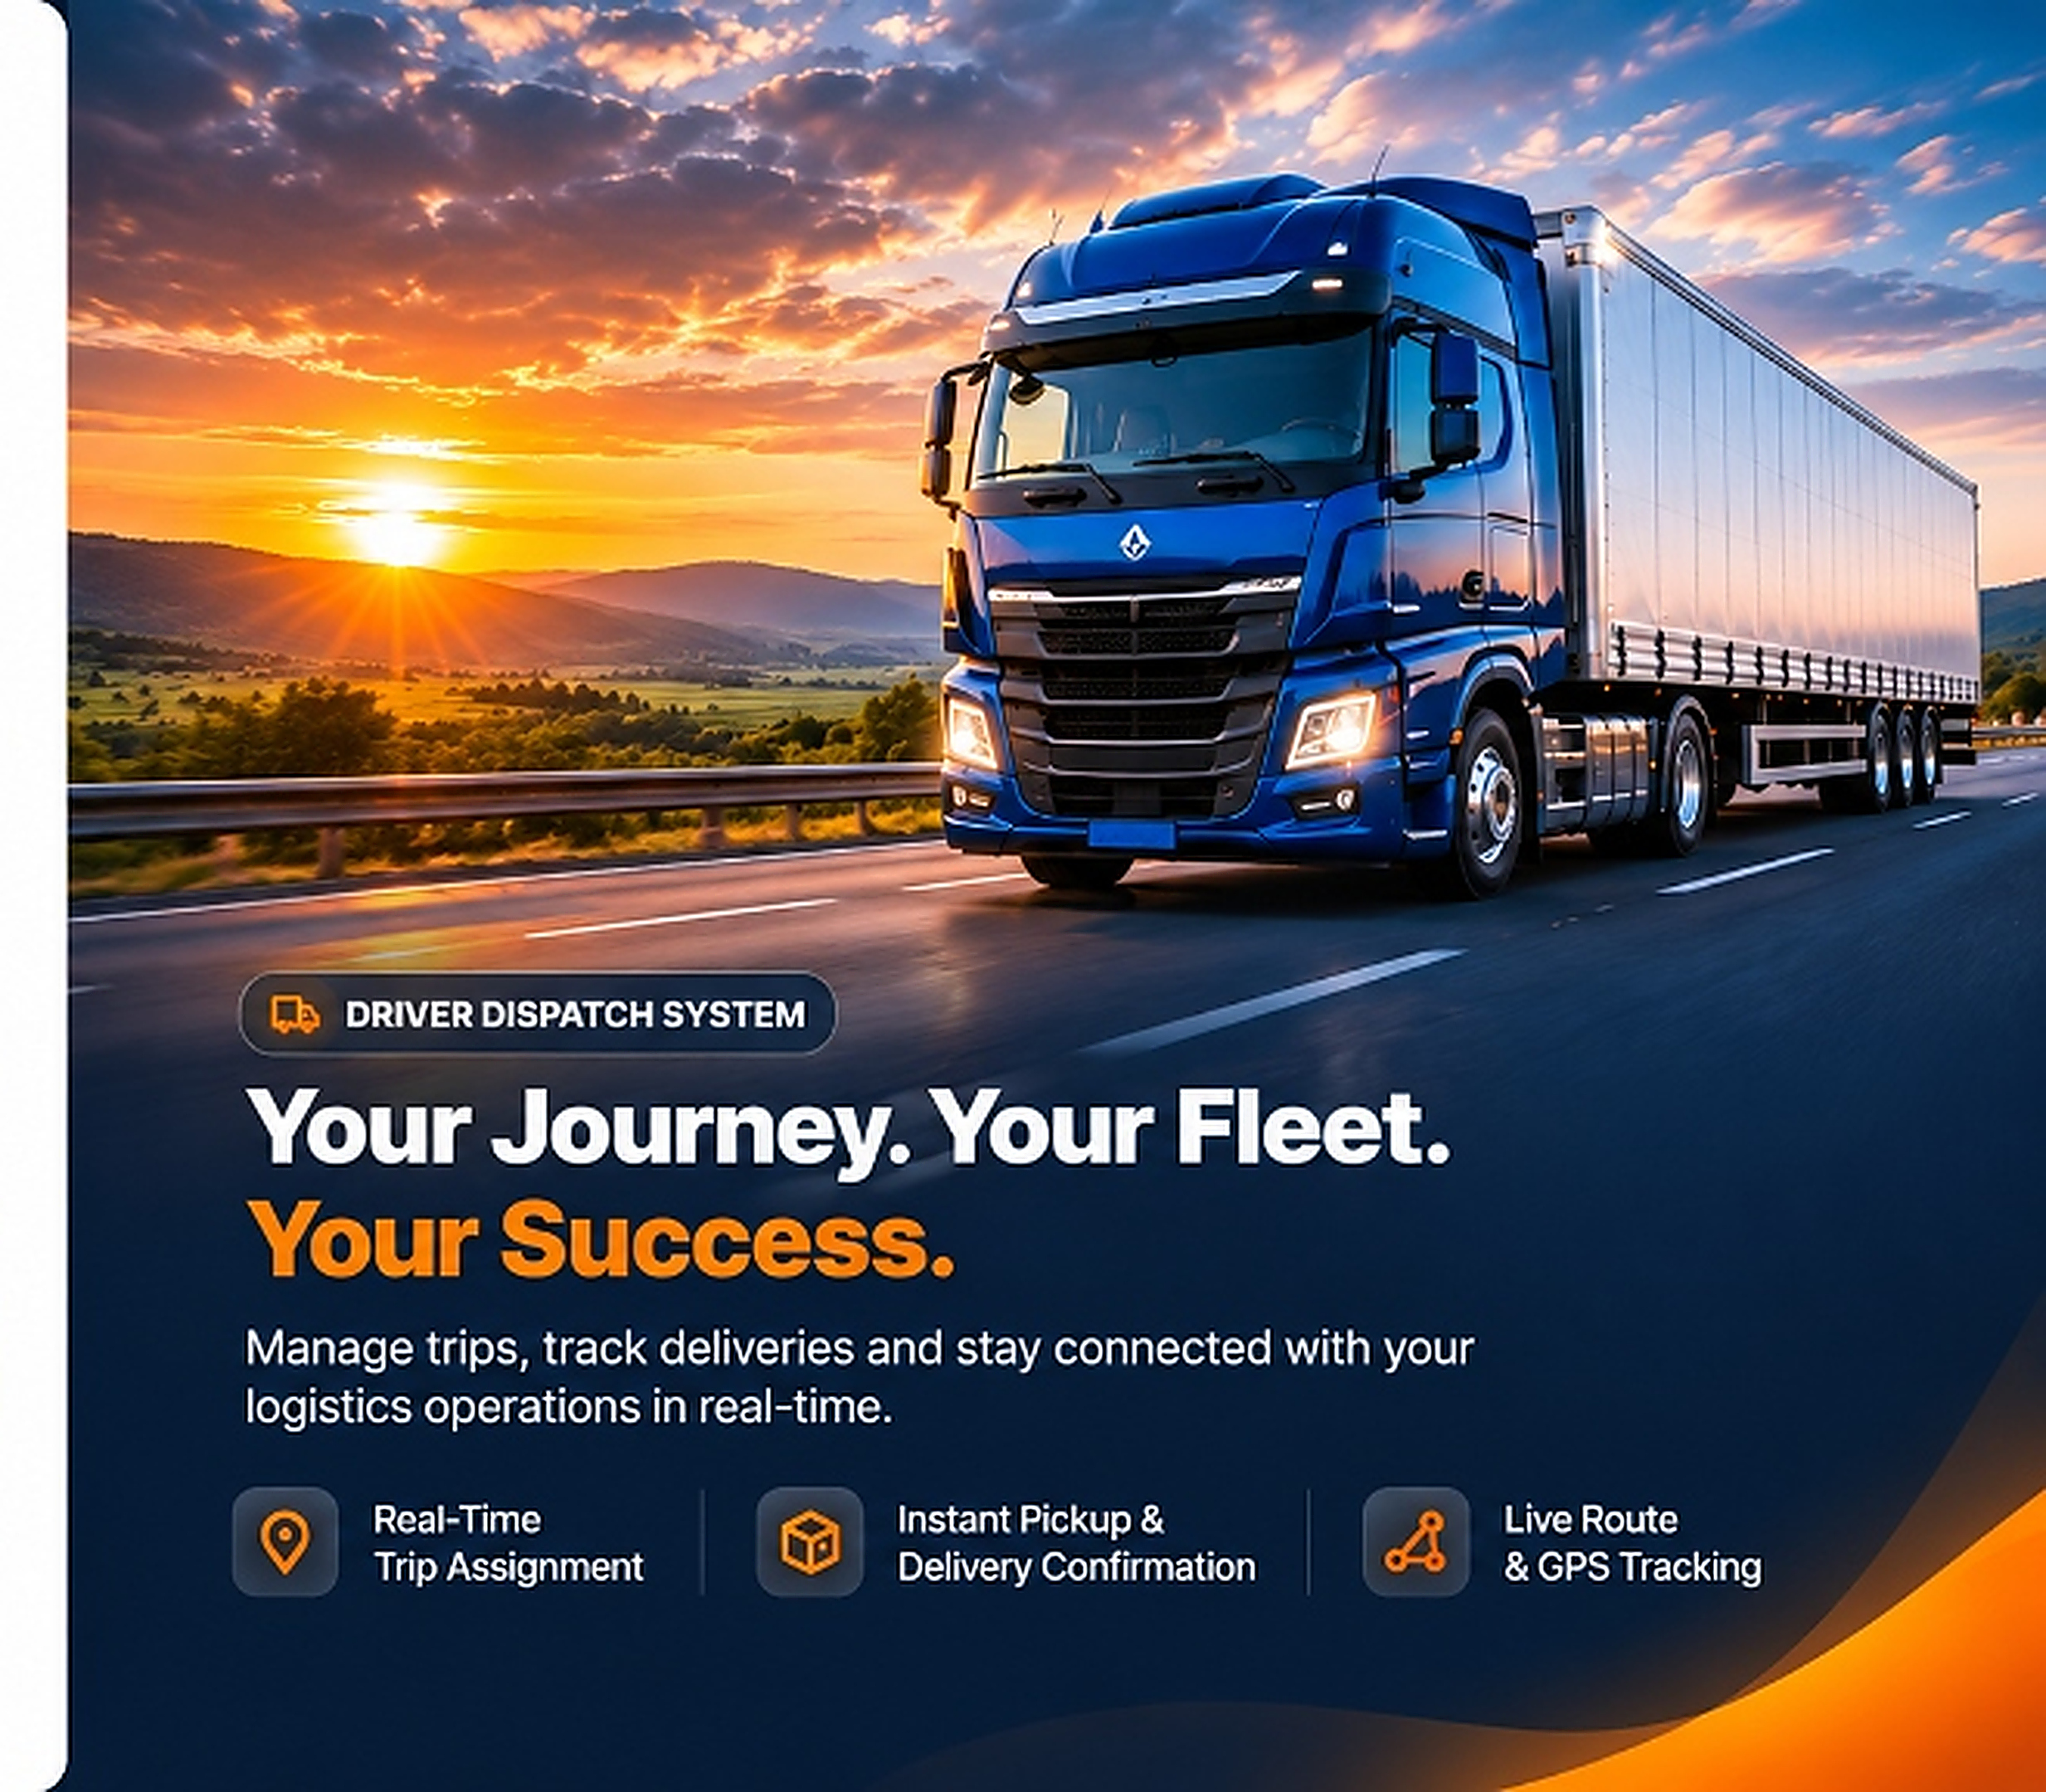 DRIVER DISPATCH SYSTEM
Your Journey. Your Fleet.
Your Success.
Manage trips, track deliveries and stay connected with your
logistics operations in real-time.
Real-Time
Trip Assignment
Instant Pickup &
Delivery Confirmation
Live Route
& GPS Tracking